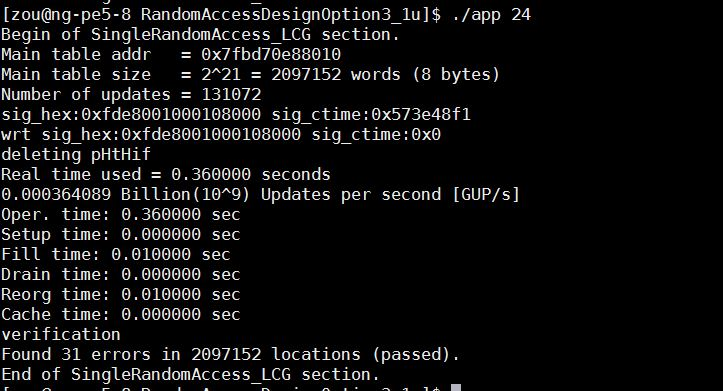 [zou@ng-pe5-8 RandomAccessDesignOption3_1u]$ ./app 24
Begin of SingleRandomAccess_LCG section.
Main table addr   = 0x7fbd70e88010
Main table size   = 2^21 = 2097152 words (8 bytes)
Number of updates = 131072
sig_hex:0xfde8001000108000 sig_ctime:0x573e48f1
wrt sig_hex:0xfde8001000108000 sig_ctime:0x0
deleting pHtHif
Real time used = 0.360000 seconds
0.000364089 Billion(10^9) Updates per second [GUP/s]
Oper. time: 0.360000 sec
Setup time: 0.000000 sec
Fill time: 0.010000 sec
Drain time: 0.000000 sec
Reorg time: 0.010000 sec
Cache time: 0.000000 sec
verification
Found 31 errors in 2097152 locations (passed).
End of SingleRandomAccess_LCG section.